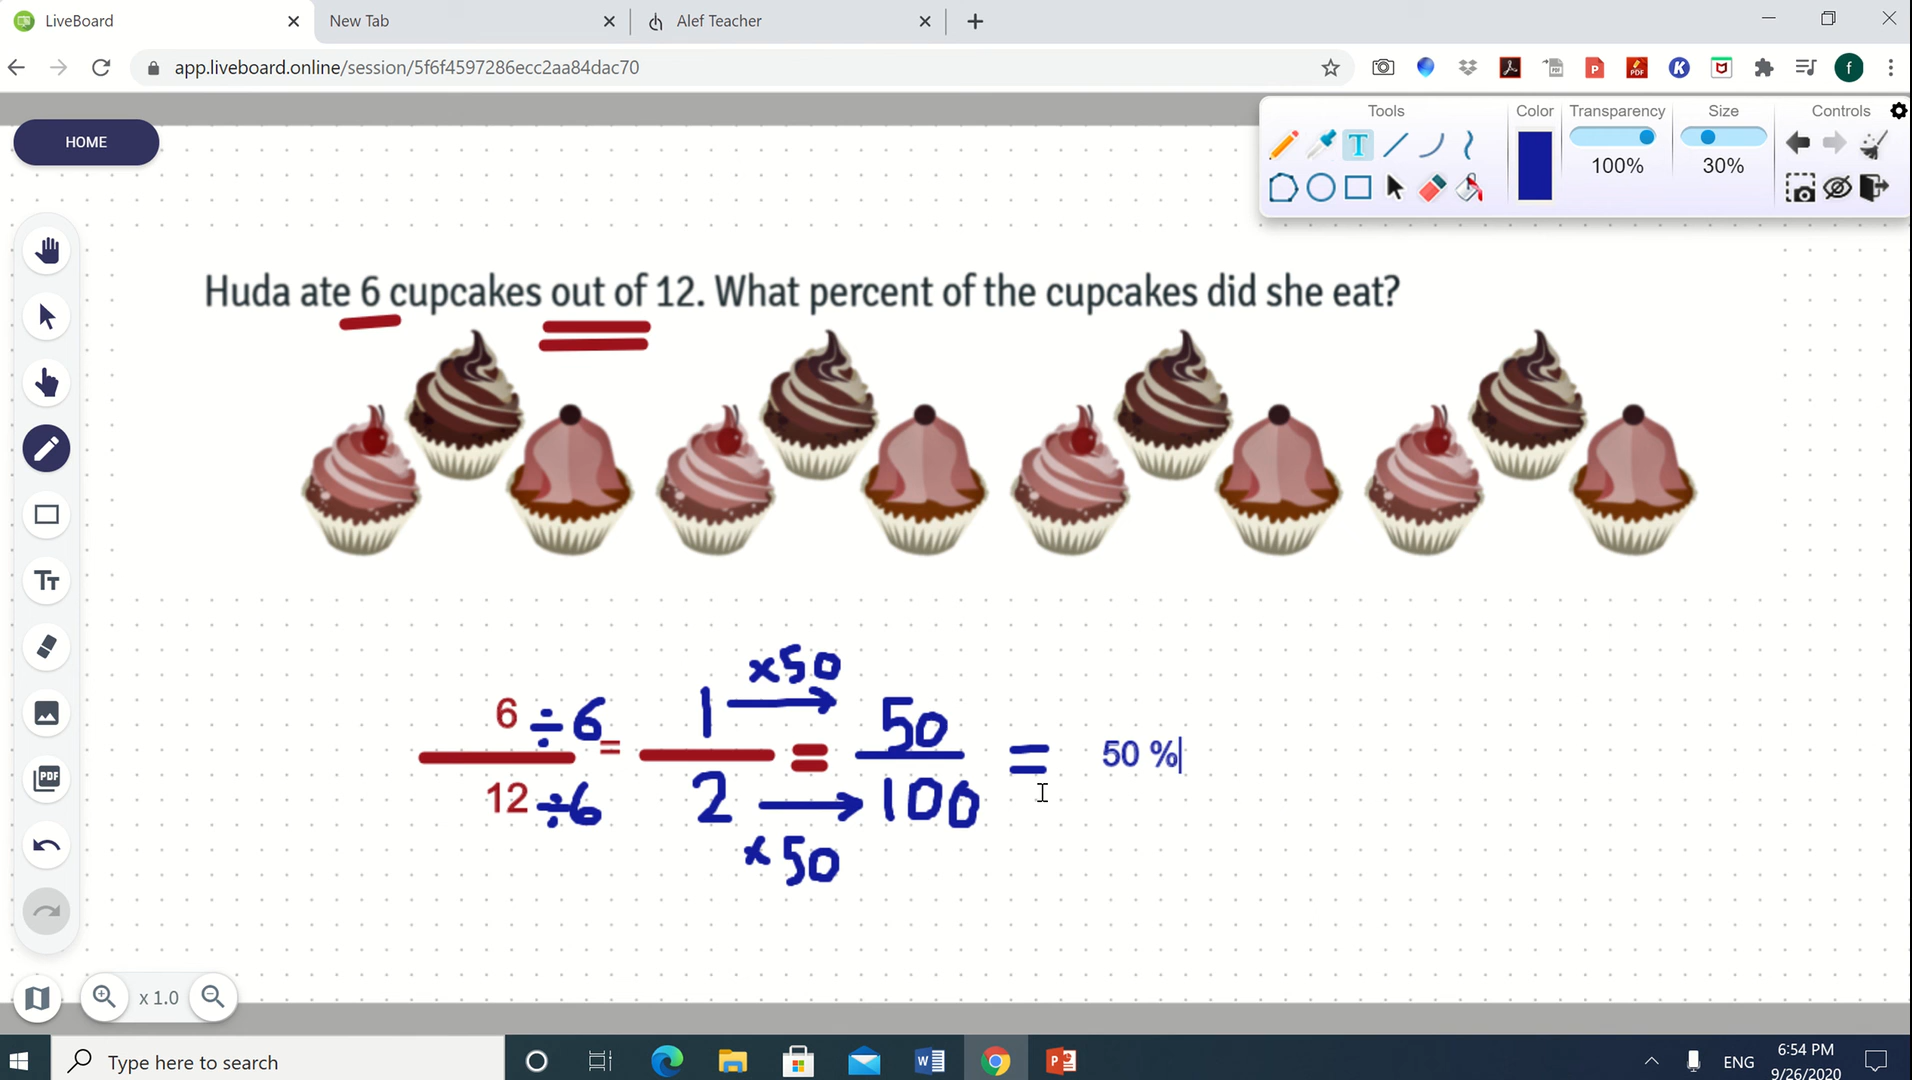 LiveBoard
New Tab
Alef Teacher
app.liveboard.online/session/5f6f4597286ecc2aa84dac70
f
HOME
Tools
Color
Transparency
Size
Controls
T
100%
30%
Huda ate 6 cupcakes out of 12. What percent of the cupcakes did she eat?
Tт
PDF
×50
6 ÷6 = 1 = 50 = 50 %
12 ÷6 2 100
×50
x 1.0
Type here to search
ENG
6:54 PM
9/26/2020